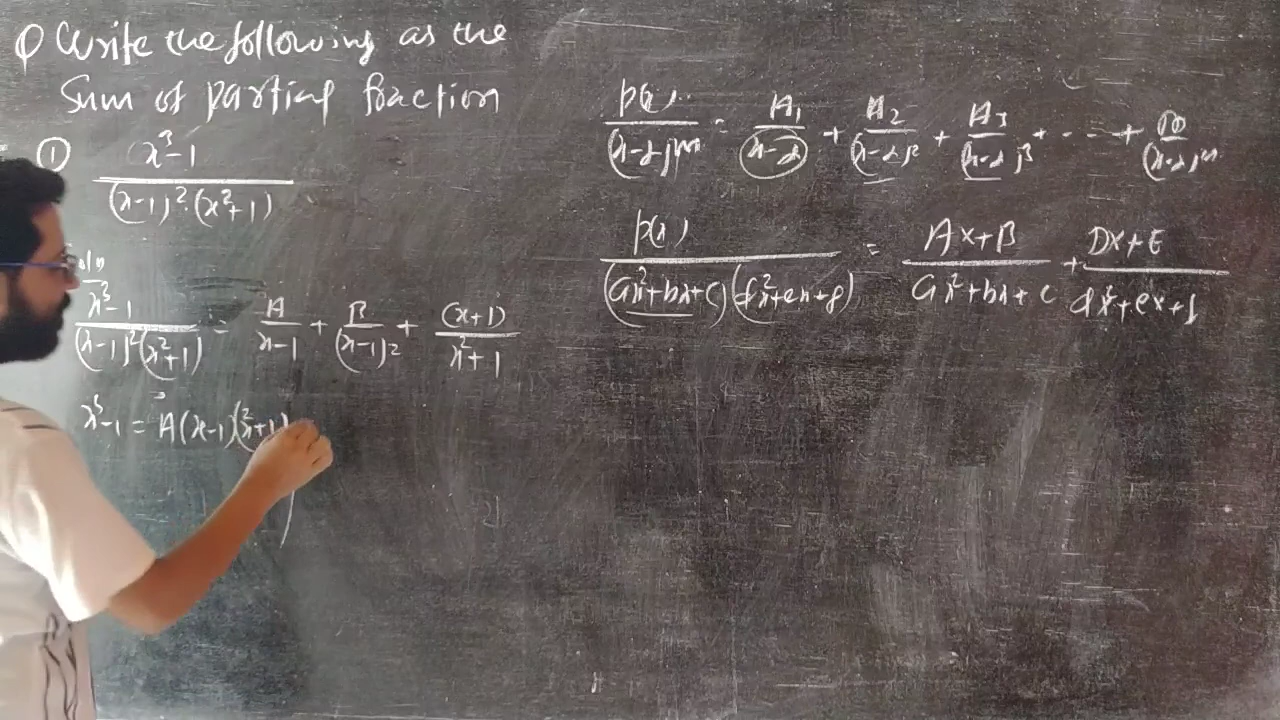 Q Write the following as the
Sum of partial fraction
① x³-1 / (x-1)²·(x²+1)
Soln
x³-1 / (x-1)²(x²+1) = A / x-1 + B / (x-1)² + (x+1) / x²+1
x³-1 = A(x-1)(x²+1)
p(x) / (x-α)ᵐ = A₁ / (x-α) + A₂ / (x-α)² + A₃ / (x-α)³ + ... +
p(x) / (ax²+bx+c)(dx²+ex+f) = Ax+B / ax²+bx+c + Dx+E / dx²+ex+f